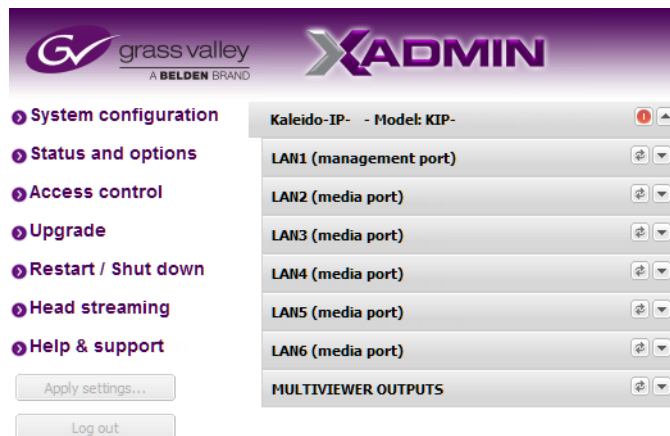 GV grass valley
A BELDEN BRAND
XADMIN
System configuration
Status and options
Access control
Upgrade
Restart / Shut down
Head streaming
Help & support
Apply settings...
Log out
Kaleido-IP- - Model: KIP-
LAN1 (management port)
LAN2 (media port)
LAN3 (media port)
LAN4 (media port)
LAN5 (media port)
LAN6 (media port)
MULTIVIEWER OUTPUTS